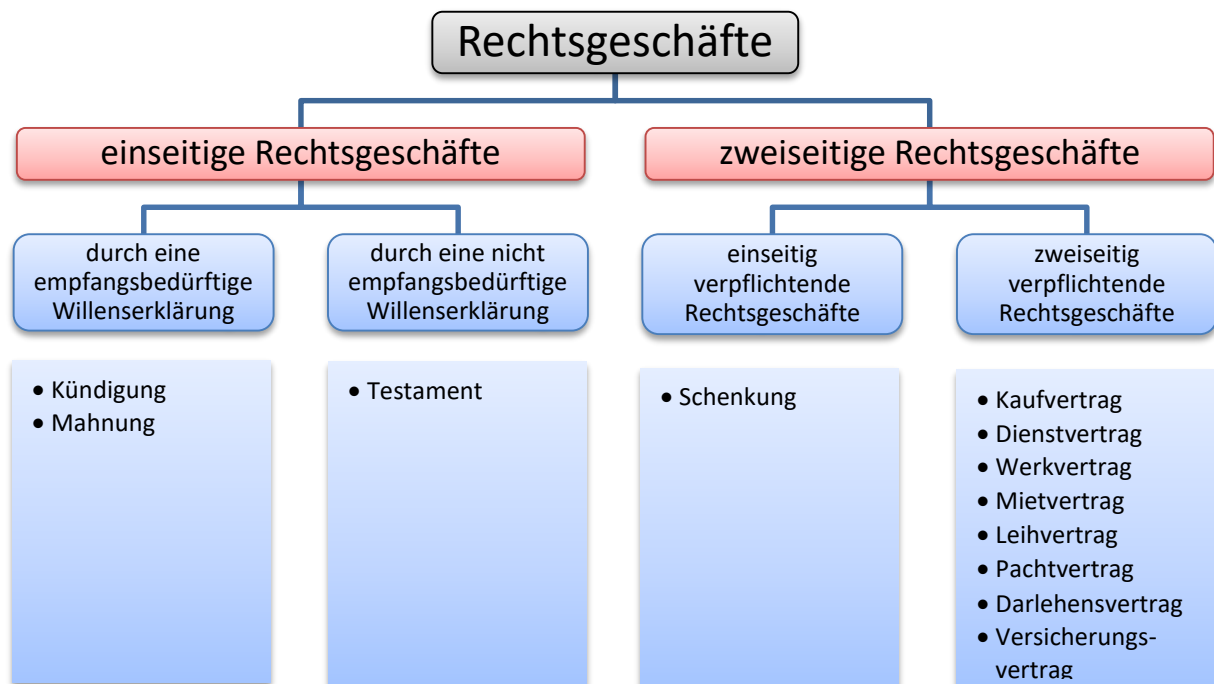 Rechtsgeschäfte
einseitige Rechtsgeschäfte
zweiseitige Rechtsgeschäfte
durch eine
empfangsbedürftige
Willenserklärung
durch eine nicht
empfangsbedürftige
Willenserklärung
einseitig
verpflichtende
Rechtsgeschäfte
zweiseitig
verpflichtende
Rechtsgeschäfte
• Kündigung
• Mahnung
• Testament
• Schenkung
• Kaufvertrag
• Dienstvertrag
• Werkvertrag
• Mietvertrag
• Leihvertrag
• Pachtvertrag
• Darlehensvertrag
• Versicherungs-
vertrag